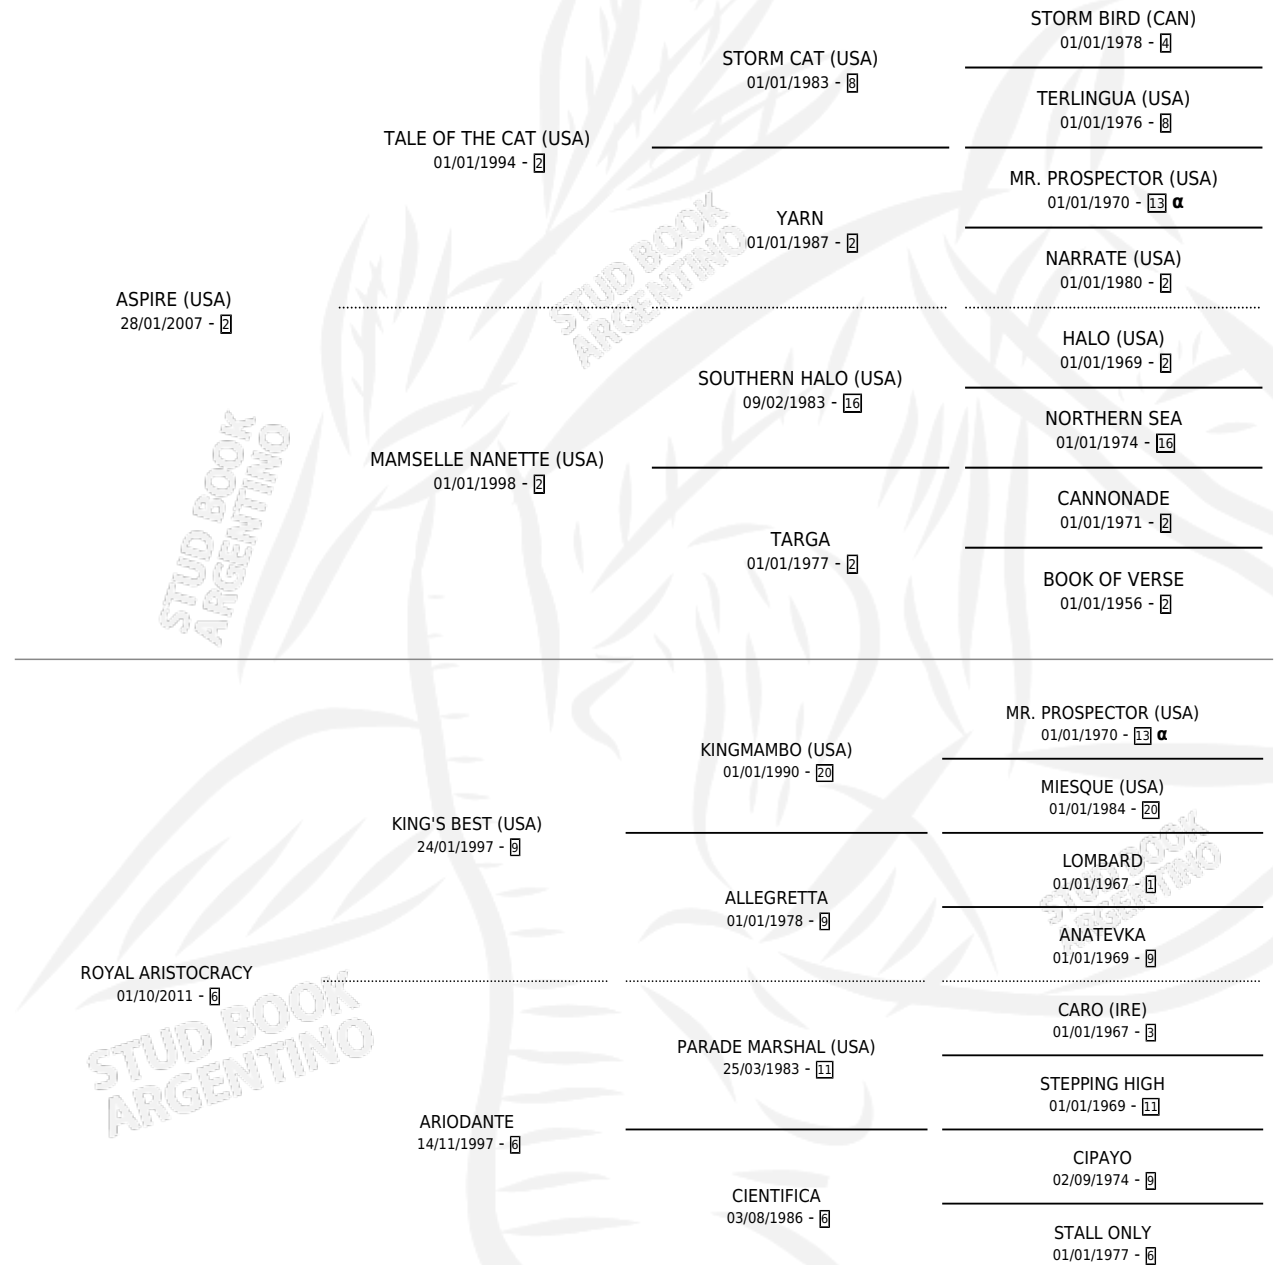 STORM BIRD (CAN)
01/01/1978 - 4
STORM CAT (USA)
01/01/1983 - 8
TERLINGUA (USA)
01/01/1976 - 8
TALE OF THE CAT (USA)
01/01/1994 - 2
MR. PROSPECTOR (USA)
01/01/1970 - 13 α
YARN
01/01/1987 - 2
NARRATE (USA)
01/01/1980 - 2
ASPIRE (USA)
28/01/2007 - 2
HALO (USA)
01/01/1969 - 2
SOUTHERN HALO (USA)
09/02/1983 - 16
NORTHERN SEA
01/01/1974 - 16
MAMSELLE NANETTE (USA)
01/01/1998 - 2
CANNONADE
01/01/1971 - 2
TARGA
01/01/1977 - 2
BOOK OF VERSE
01/01/1956 - 2
STUD BOOK
ARGENTINO
STUD BOOK
ARGENTINO
MR. PROSPECTOR (USA)
01/01/1970 - 13 α
KINGMAMBO (USA)
01/01/1990 - 20
MIESQUE (USA)
01/01/1984 - 20
KING'S BEST (USA)
24/01/1997 - 9
LOMBARD
01/01/1967 - 1
ALLEGRETTA
01/01/1978 - 9
ANATEVKA
01/01/1969 - 9
ROYAL ARISTOCRACY
01/10/2011 - 6
CARO (IRE)
01/01/1967 - 3
PARADE MARSHAL (USA)
25/03/1983 - 11
STEPPING HIGH
01/01/1969 - 11
ARIODANTE
14/11/1997 - 6
CIPAYO
02/09/1974 - 9
CIENTIFICA
03/08/1986 - 6
STALL ONLY
01/01/1977 - 6
STUD BOOK
ARGENTINO
STUD BOOK
ARGENTINO